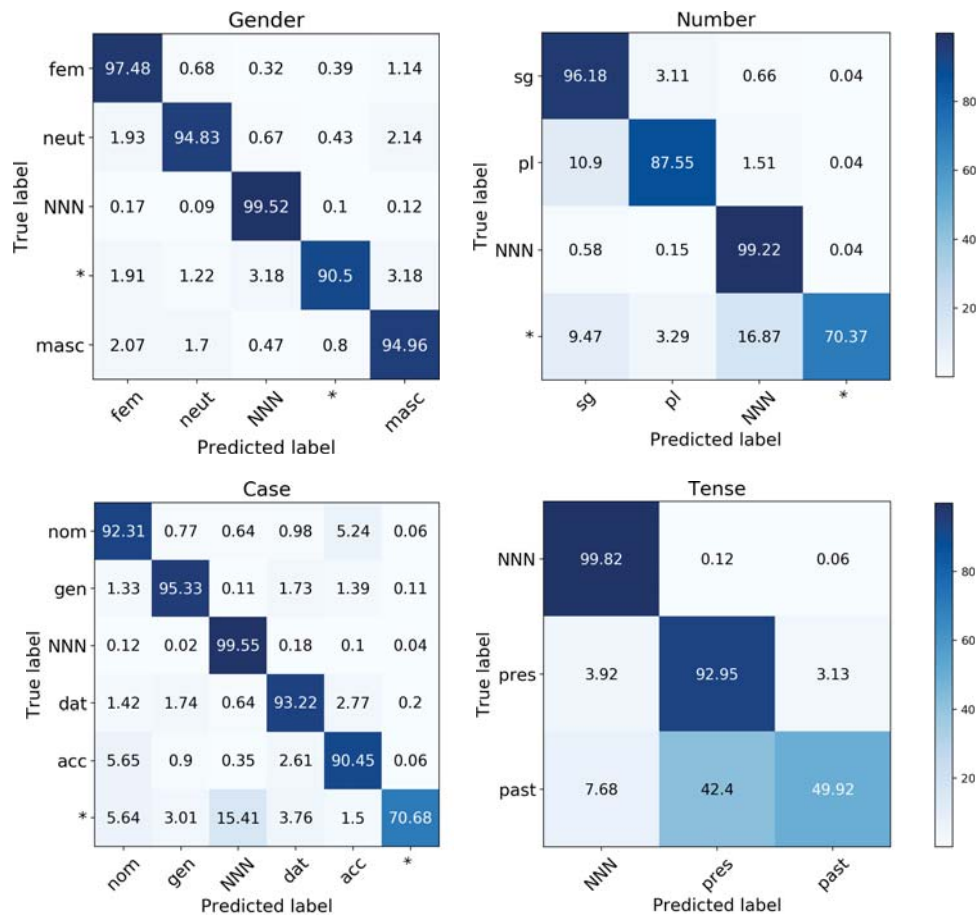 Gender
Number
fem 97.48 0.68 0.32 0.39 1.14
neut 1.93 94.83 0.67 0.43 2.14
NNN 0.17 0.09 99.52 0.1 0.12
* 1.91 1.22 3.18 90.5 3.18
masc 2.07 1.7 0.47 0.8 94.96
True label
fem neut NNN * masc
Predicted label
sg 96.18 3.11 0.66 0.04
pl 10.9 87.55 1.51 0.04
NNN 0.58 0.15 99.22 0.04
* 9.47 3.29 16.87 70.37
True label
sg pl NNN *
Predicted label
80
60
40
20
Case
Tense
nom 92.31 0.77 0.64 0.98 5.24 0.06
gen 1.33 95.33 0.11 1.73 1.39 0.11
NNN 0.12 0.02 99.55 0.18 0.1 0.04
dat 1.42 1.74 0.64 93.22 2.77 0.2
acc 5.65 0.9 0.35 2.61 90.45 0.06
* 5.64 3.01 15.41 3.76 1.5 70.68
True label
nom gen NNN dat acc *
Predicted label
NNN 99.82 0.12 0.06
pres 3.92 92.95 3.13
past 7.68 42.4 49.92
True label
NNN pres past
Predicted label
80
60
40
20